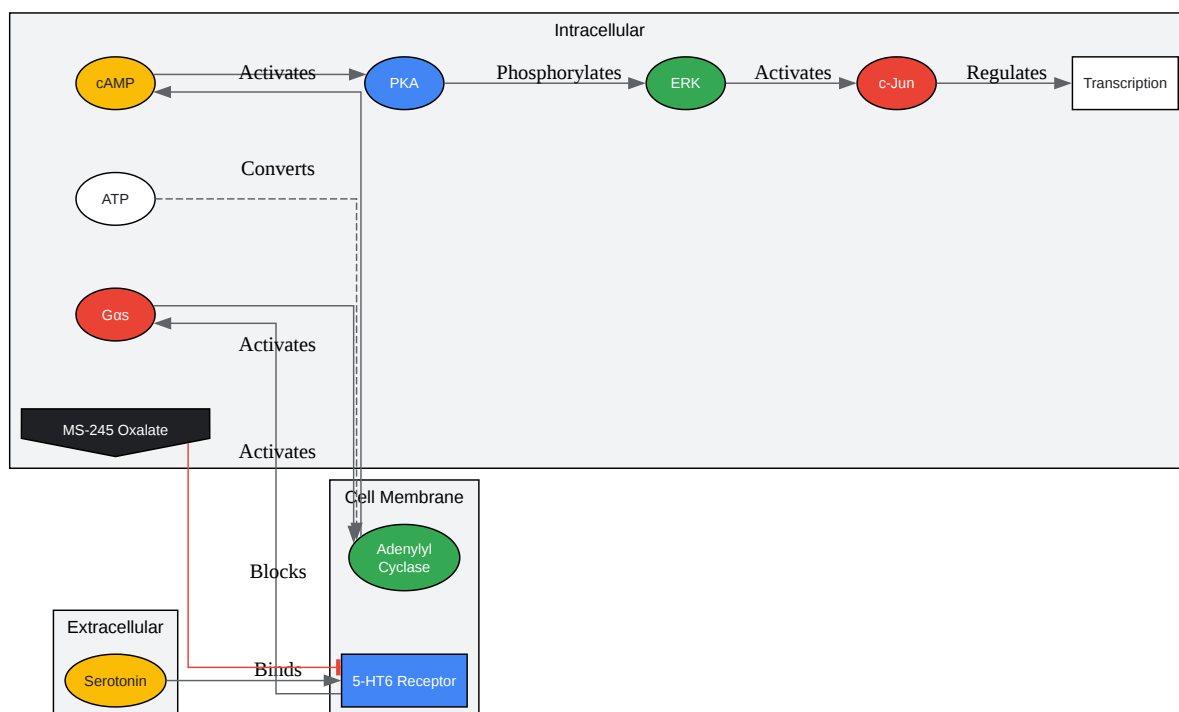 Intracellular
cAMP
Activates
PKA
Phosphorylates
ERK
Activates
c-Jun
Regulates
Transcription
Converts
ATP
Gαs
Activates
MS-245 Oxalate
Activates
Cell Membrane
Adenylyl
Cyclase
Blocks
Extracellular
Serotonin
Binds
5-HT6 Receptor